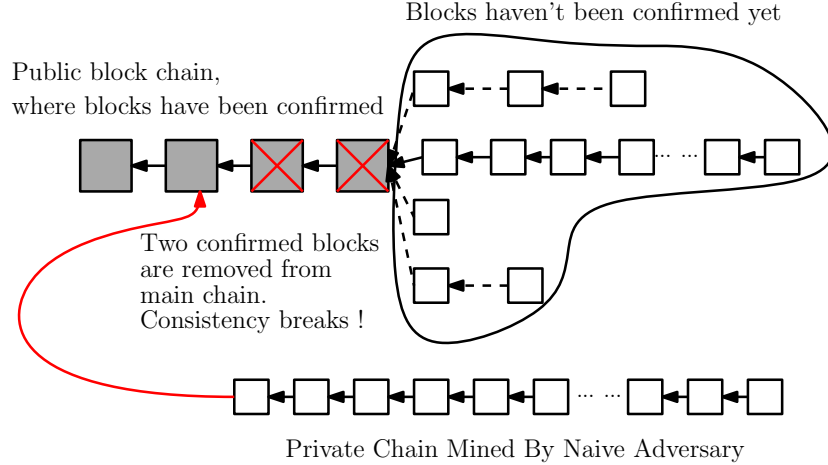 Blocks haven't been confirmed yet
Public block chain,
where blocks have been confirmed
... ...
Two confirmed blocks
are removed from
main chain.
Consistency breaks !
... ...
Private Chain Mined By Naive Adversary